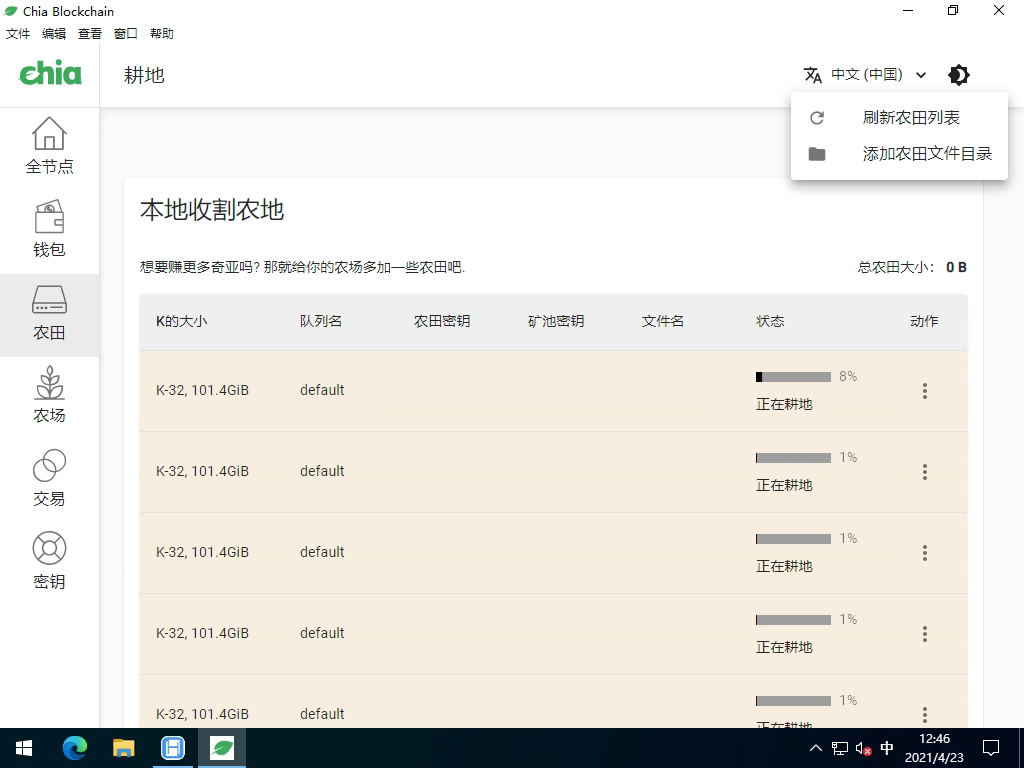 Chia Blockchain
文件 编辑 查看 窗口 帮助
chia
耕地
中文 (中国)
刷新农田列表
添加农田文件目录
全节点
钱包
农田
农场
交易
密钥
本地收割农地
想要赚更多奇亚吗? 那就给你的农场多加一些农田吧.
总农田大小： 0 B
K的大小 队列名 农田密钥 矿池密钥 文件名 状态 动作
K-32, 101.4GiB default 8%
正在耕地
K-32, 101.4GiB default 1%
正在耕地
K-32, 101.4GiB default 1%
正在耕地
K-32, 101.4GiB default 1%
正在耕地
K-32, 101.4GiB default 1%
正在耕地
中
12:46
2021/4/23